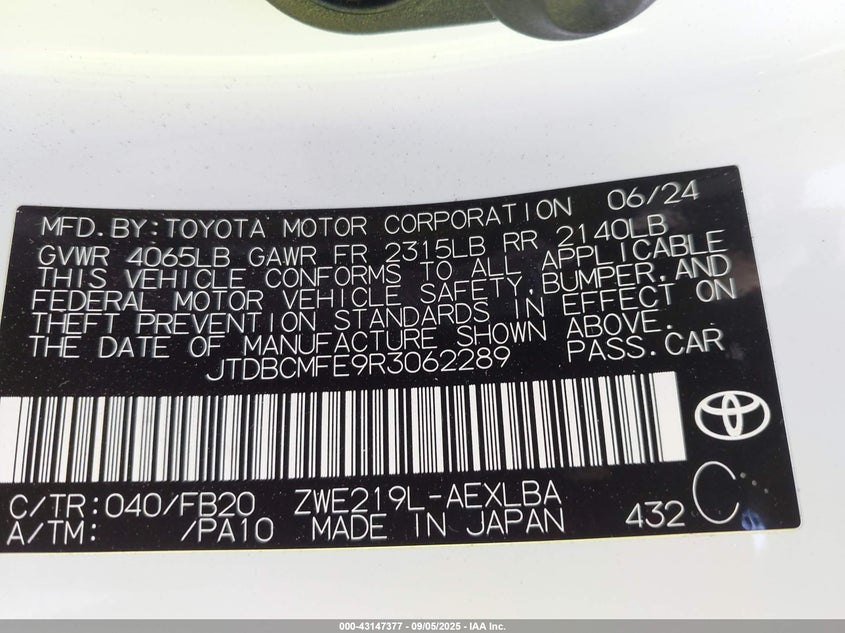 MFD.BY:TOYOTA MOTOR CORPORATION 06/24
GVWR 4065LB GAWR FR 2315LB RR 2140LB
THIS VEHICLE CONFORMS TO ALL APPLICABLE
FEDERAL MOTOR VEHICLE SAFETY,BUMPER,AND
THEFT PREVENTION STANDARDS IN EFFECT ON
THE DATE OF MANUFACTURE SHOWN ABOVE.
JTDBCMFE9R3062289 PASS.CAR
C/TR:040/FB20 ZWE219L-AEXLBA
A/TM: /PA10 MADE IN JAPAN 432 C
000-43147377 - 09/05/2025 - IAA Inc.